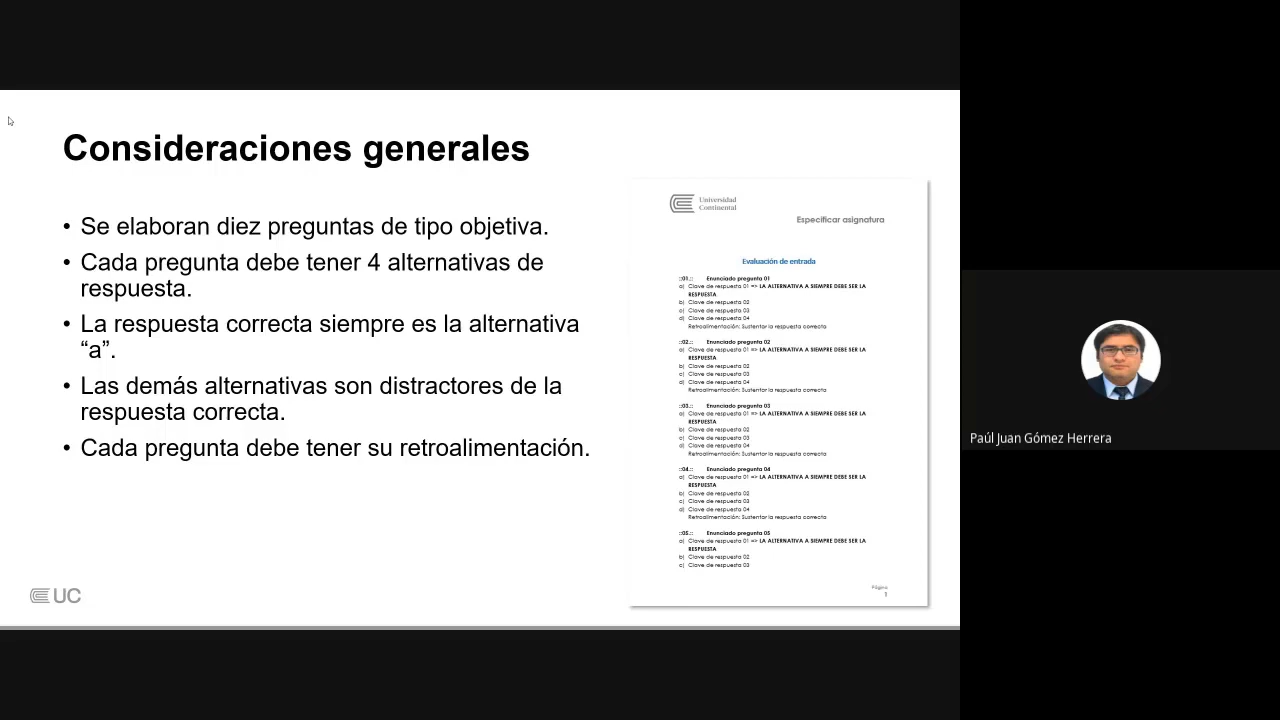 Consideraciones generales
• Se elaboran diez preguntas de tipo objetiva.
• Cada pregunta debe tener 4 alternativas de
respuesta.
• La respuesta correcta siempre es la alternativa
“a”.
• Las demás alternativas son distractores de la
respuesta correcta.
• Cada pregunta debe tener su retroalimentación.
UC
Universidad
Continental
Especificar asignatura
Evaluación de entrada
::01.:: Enunciado pregunta 01
a) Clave de respuesta 01 => LA ALTERNATIVA A SIEMPRE DEBE SER LA
RESPUESTA
b) Clave de respuesta 02
c) Clave de respuesta 03
d) Clave de respuesta 04
Retroalimentación: Sustentar la respuesta correcta
::02.:: Enunciado pregunta 02
a) Clave de respuesta 01 => LA ALTERNATIVA A SIEMPRE DEBE SER LA
RESPUESTA
b) Clave de respuesta 02
c) Clave de respuesta 03
d) Clave de respuesta 04
Retroalimentación: Sustentar la respuesta correcta
::03.:: Enunciado pregunta 03
a) Clave de respuesta 01 => LA ALTERNATIVA A SIEMPRE DEBE SER LA
RESPUESTA
b) Clave de respuesta 02
c) Clave de respuesta 03
d) Clave de respuesta 04
Retroalimentación: Sustentar la respuesta correcta
::04.:: Enunciado pregunta 04
a) Clave de respuesta 01 => LA ALTERNATIVA A SIEMPRE DEBE SER LA
RESPUESTA
b) Clave de respuesta 02
c) Clave de respuesta 03
d) Clave de respuesta 04
Retroalimentación: Sustentar la respuesta correcta
::05.:: Enunciado pregunta 05
a) Clave de respuesta 01 => LA ALTERNATIVA A SIEMPRE DEBE SER LA
RESPUESTA
b) Clave de respuesta 02
c) Clave de respuesta 03
Página
1
Paúl Juan Gómez Herrera